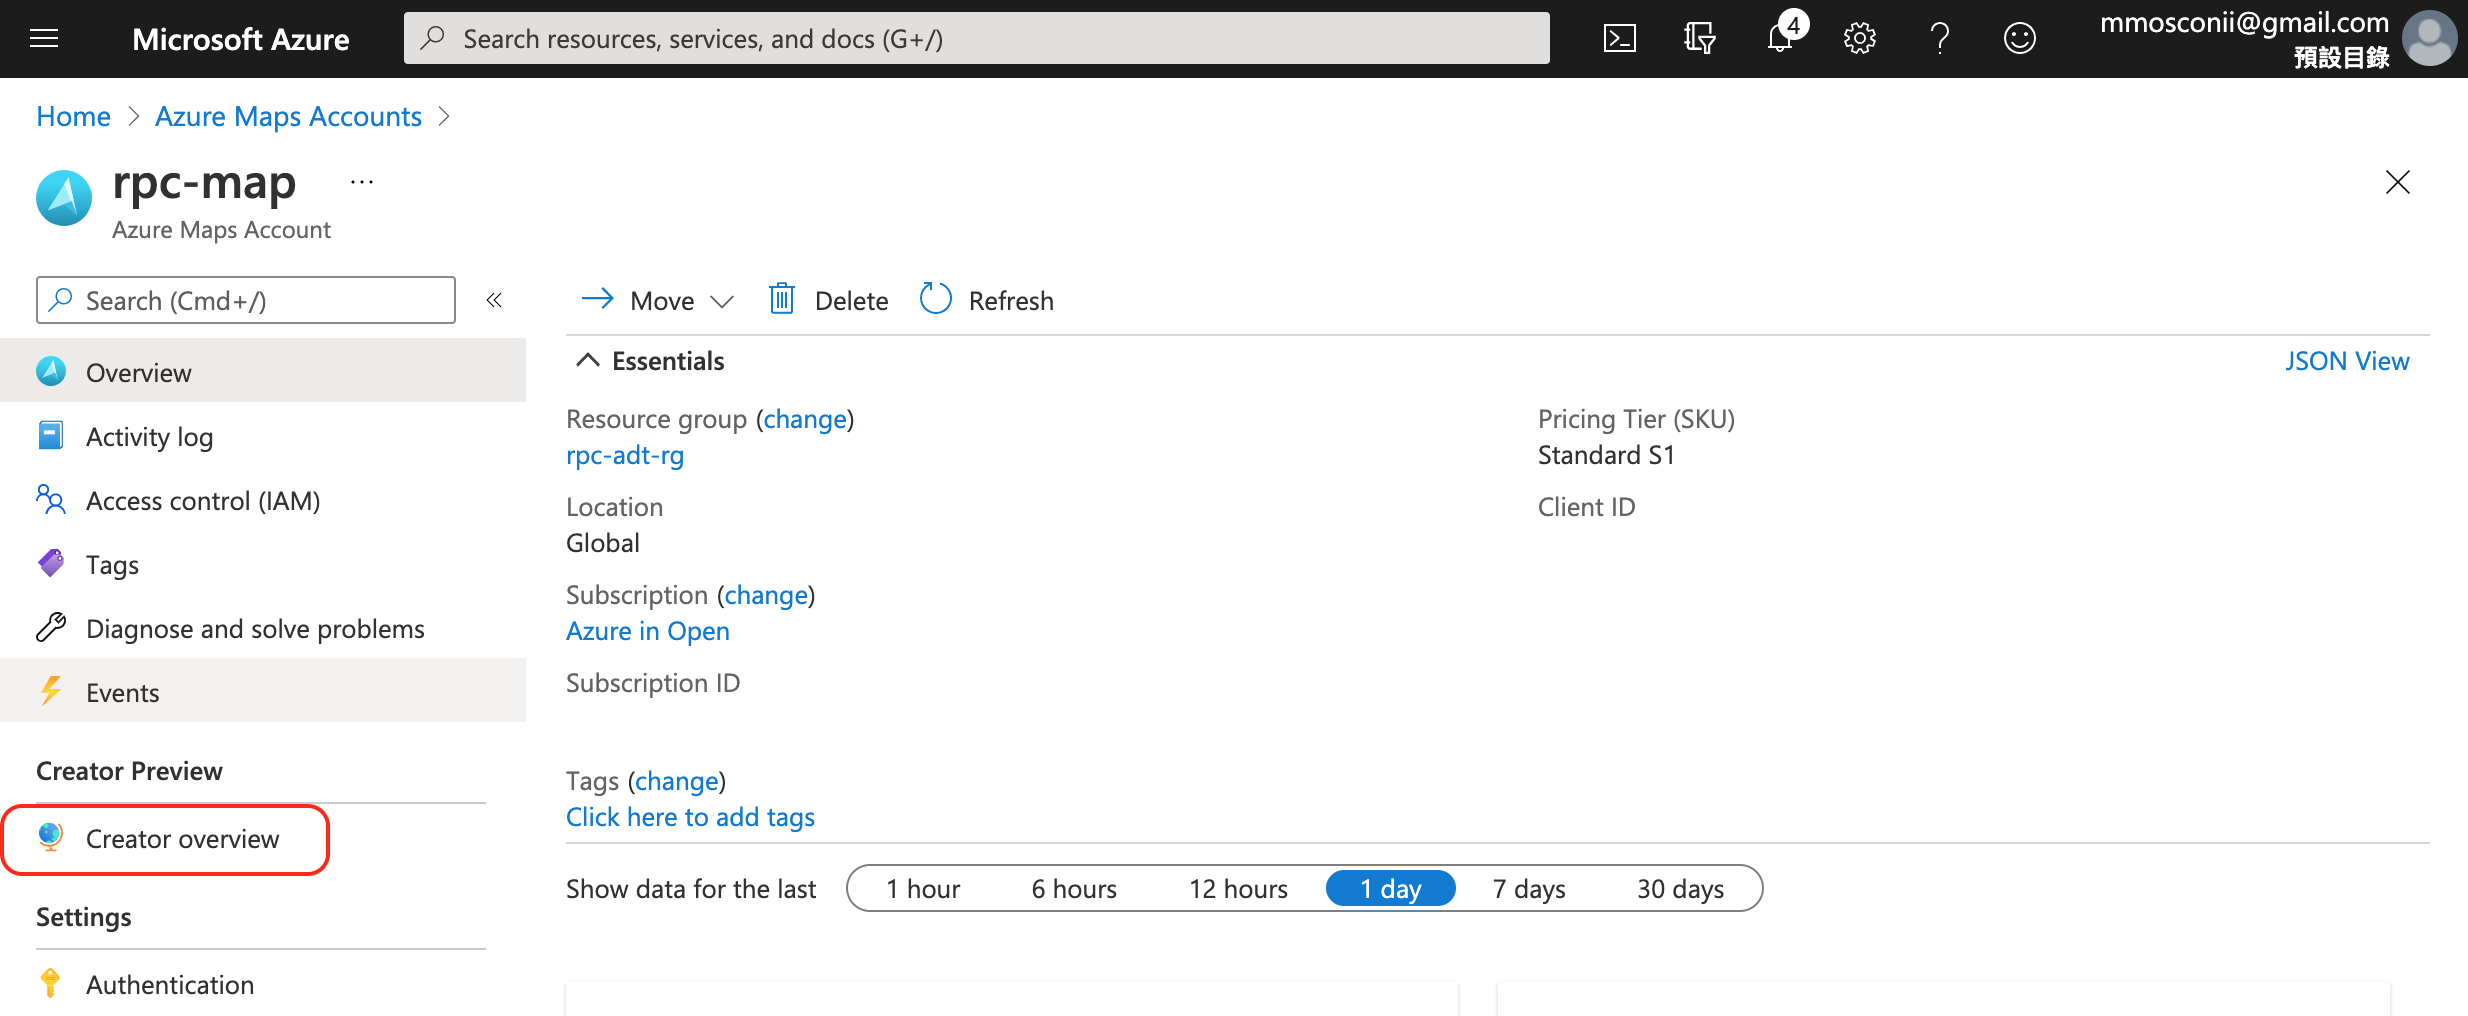 Microsoft Azure
Search resources, services, and docs (G+/)
4
mmosconii@gmail.com
預設目錄
Home > Azure Maps Accounts >
rpc-map ...
Azure Maps Account
Search (Cmd+/)
«
Overview
Activity log
Access control (IAM)
Tags
Diagnose and solve problems
Events
Creator Preview
Creator overview
Settings
Authentication
Move
Delete
Refresh
Essentials
JSON View
Resource group (change)
rpc-adt-rg
Location
Global
Subscription (change)
Azure in Open
Subscription ID
Pricing Tier (SKU)
Standard S1
Client ID
Tags (change)
Click here to add tags
Show data for the last 1 hour 6 hours 12 hours 1 day 7 days 30 days